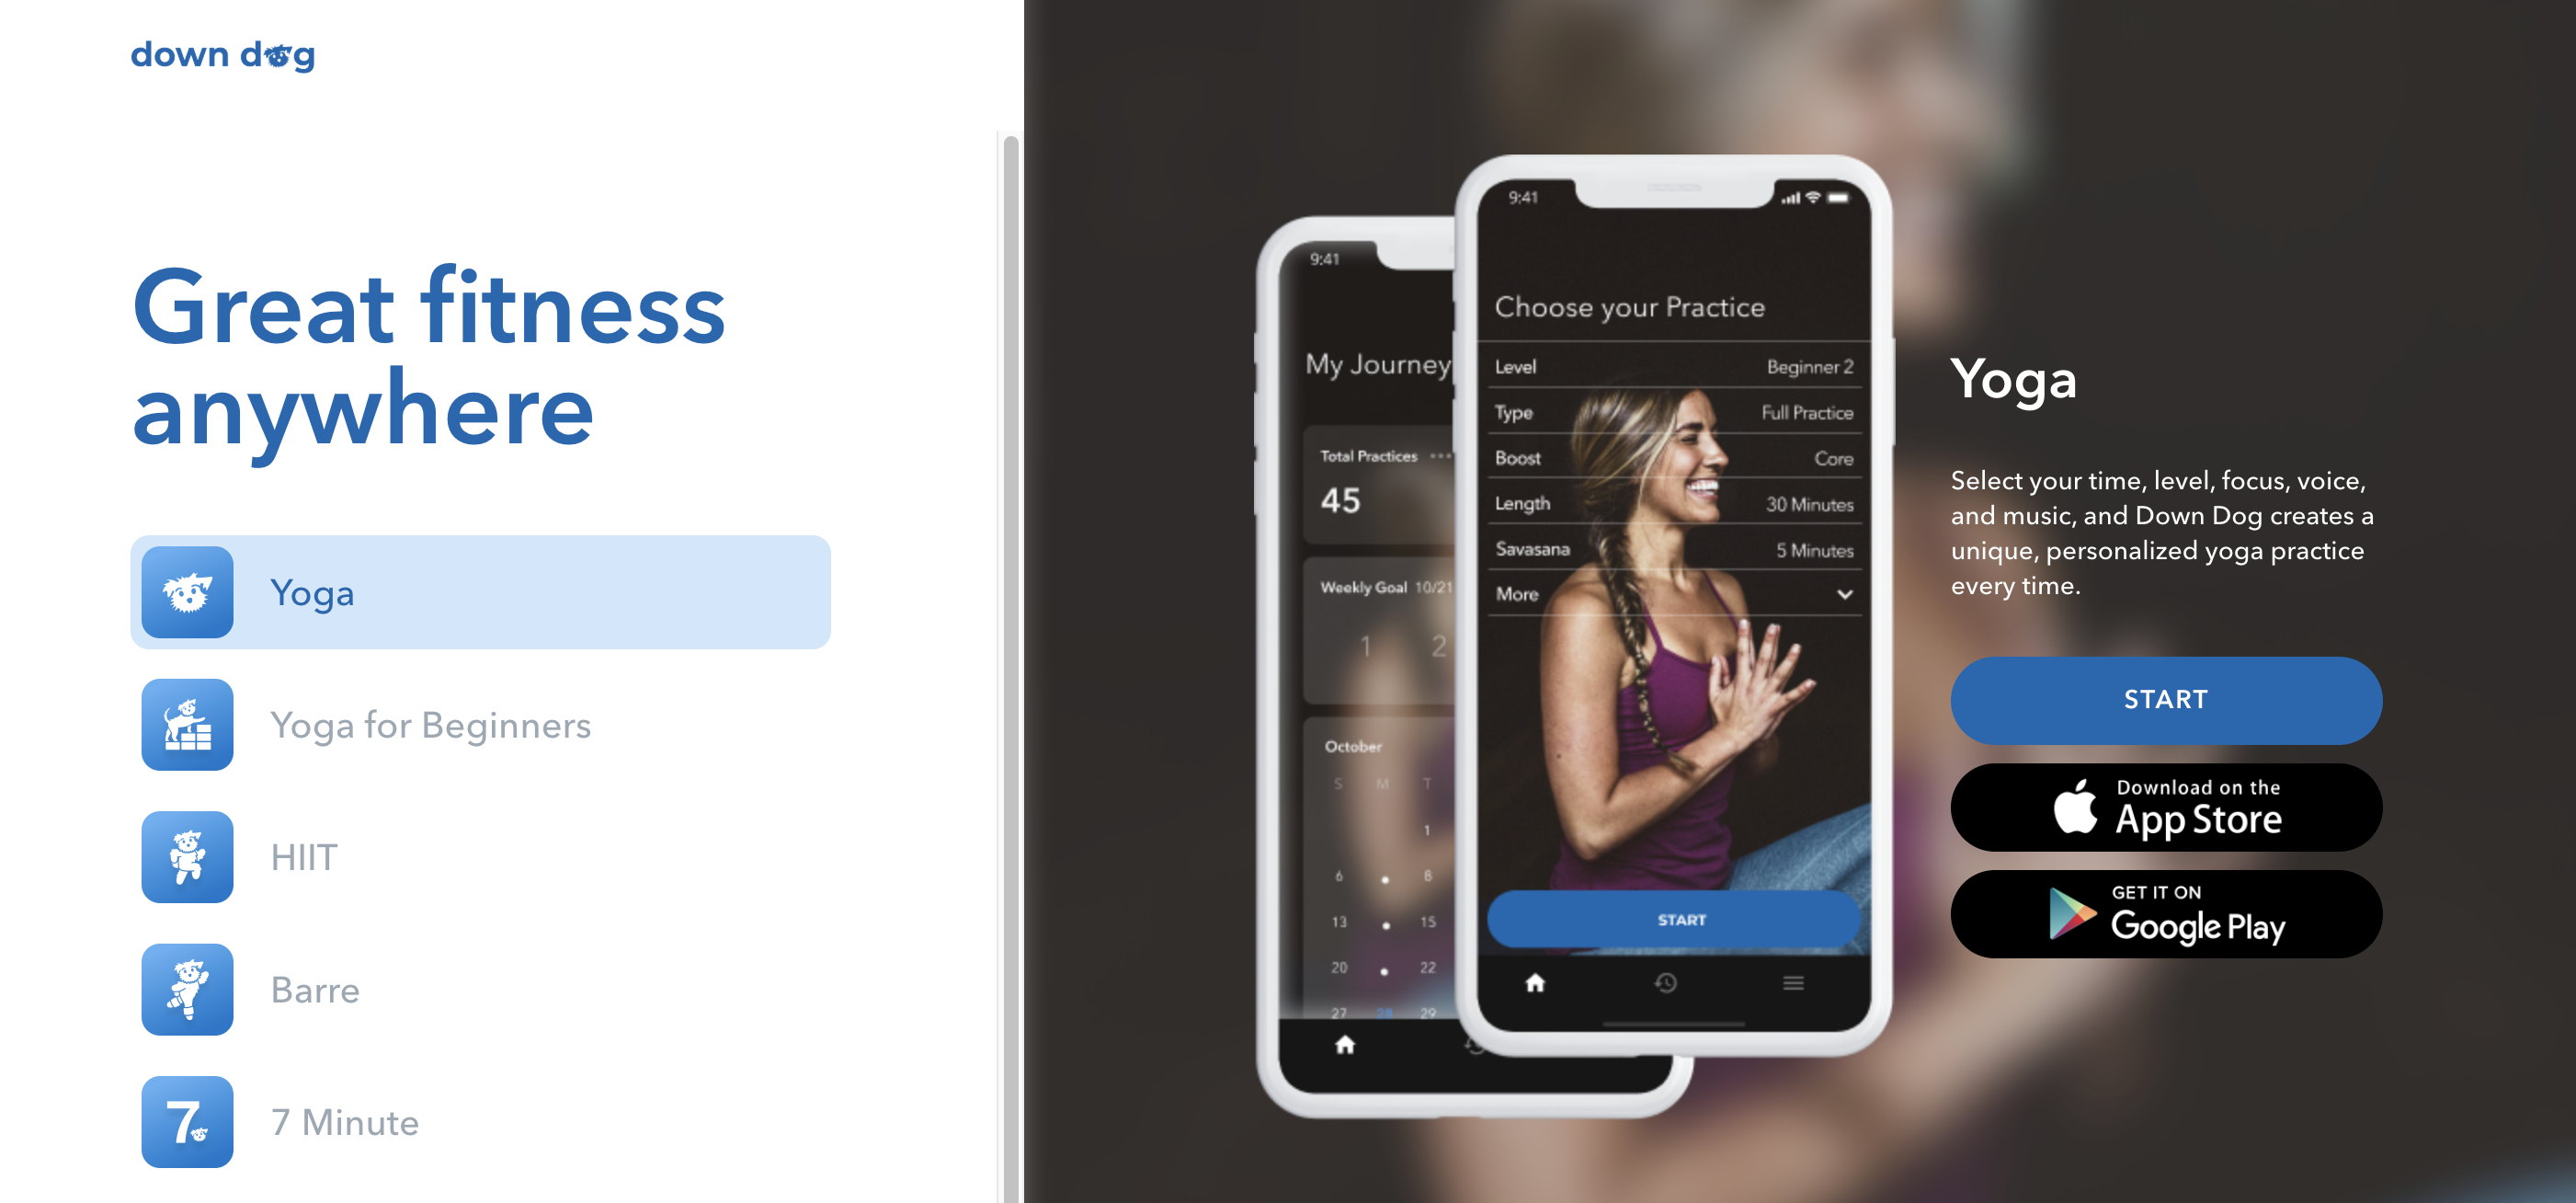 down dog
Great fitness
anywhere
Yoga
Yoga for Beginners
HIIT
Barre
7
7 Minute
9:41
My Journey
Total Practices
45
Weekly Goal 10/21
1 2
October
S M T
1
6 8
13 15
20 22
27 28 29
9:41
Choose your Practice
Level Beginner 2
Type Full Practice
Boost Core
Length 30 Minutes
Savasana 5 Minutes
More
START
Yoga
Select your time, level, focus, voice,
and music, and Down Dog creates a
unique, personalized yoga practice
every time.
START
Download on the
App Store
GET IT ON
Google Play